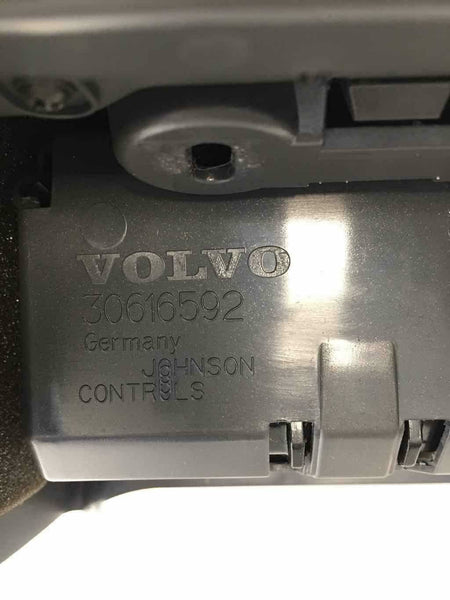 VOLVO
30616592
Germany
JOHNSON
CONTROLS